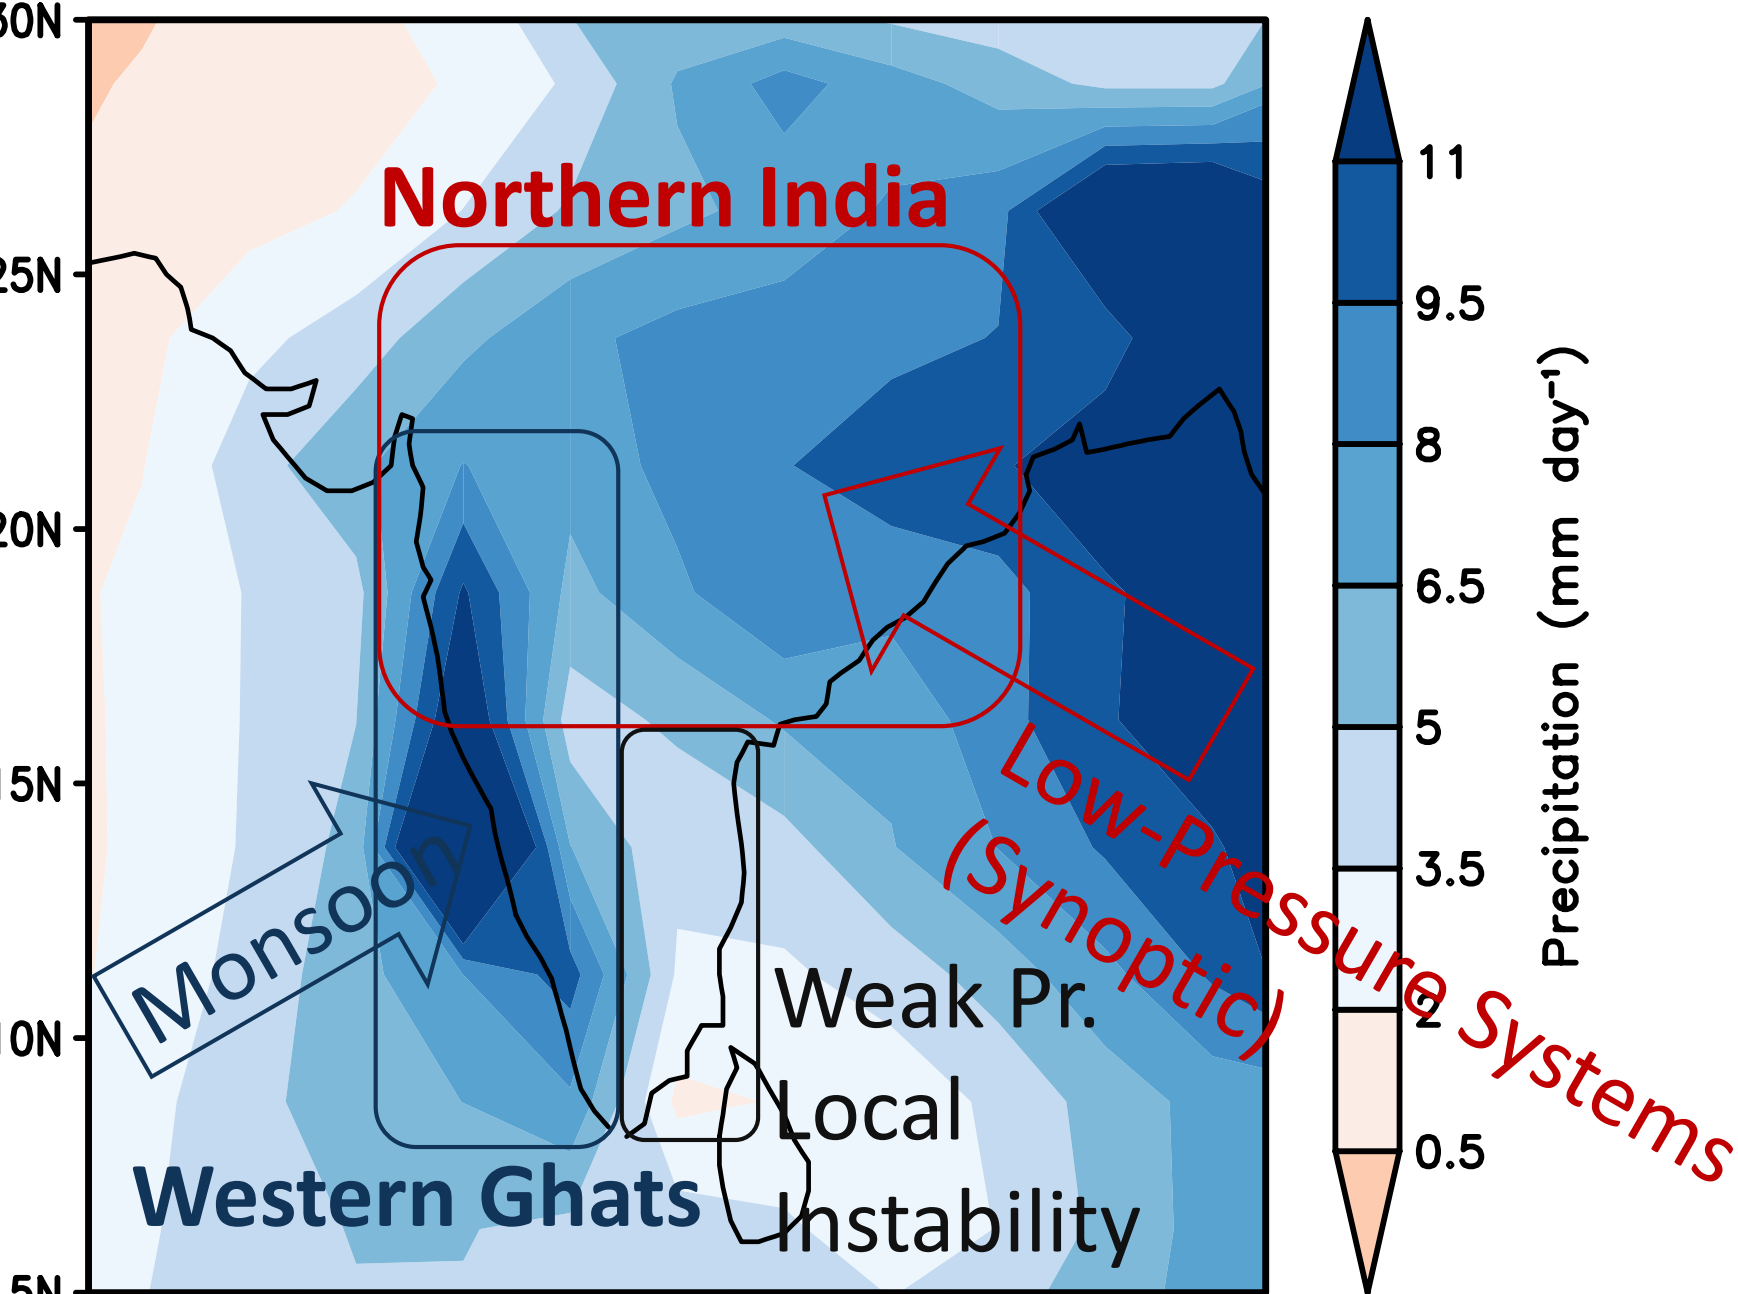 30N
25N
20N
15N
10N
5N
Northern India
Monsoon
Western Ghats
Weak Pr.
Local
Instability
Low-Pressure Systems
(Synoptic)
11
9.5
8
6.5
5
3.5
2
0.5
Precipitation (mm day⁻¹)